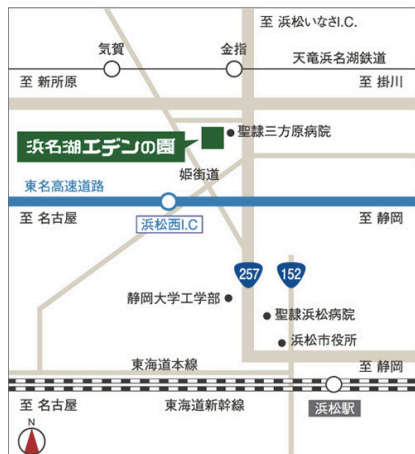 至 浜松いなさI.C.
気賀
金指
天竜浜名湖鉄道
至 新所原
至 掛川
浜名湖エデンの園
聖隷三方原病院
姫街道
東名高速道路
至 名古屋
浜松西I.C
至 静岡
257
152
静岡大学工学部
聖隷浜松病院
浜松市役所
東海道本線
至 静岡
至 名古屋
東海道新幹線
浜松駅
N